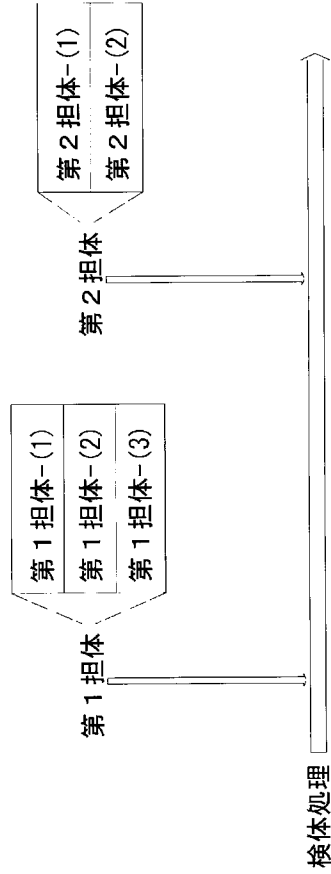 第1担体
第1担体-(1)
第1担体-(2)
第1担体-(3)
第2担体
第2担体-(1)
第2担体-(2)
検体処理